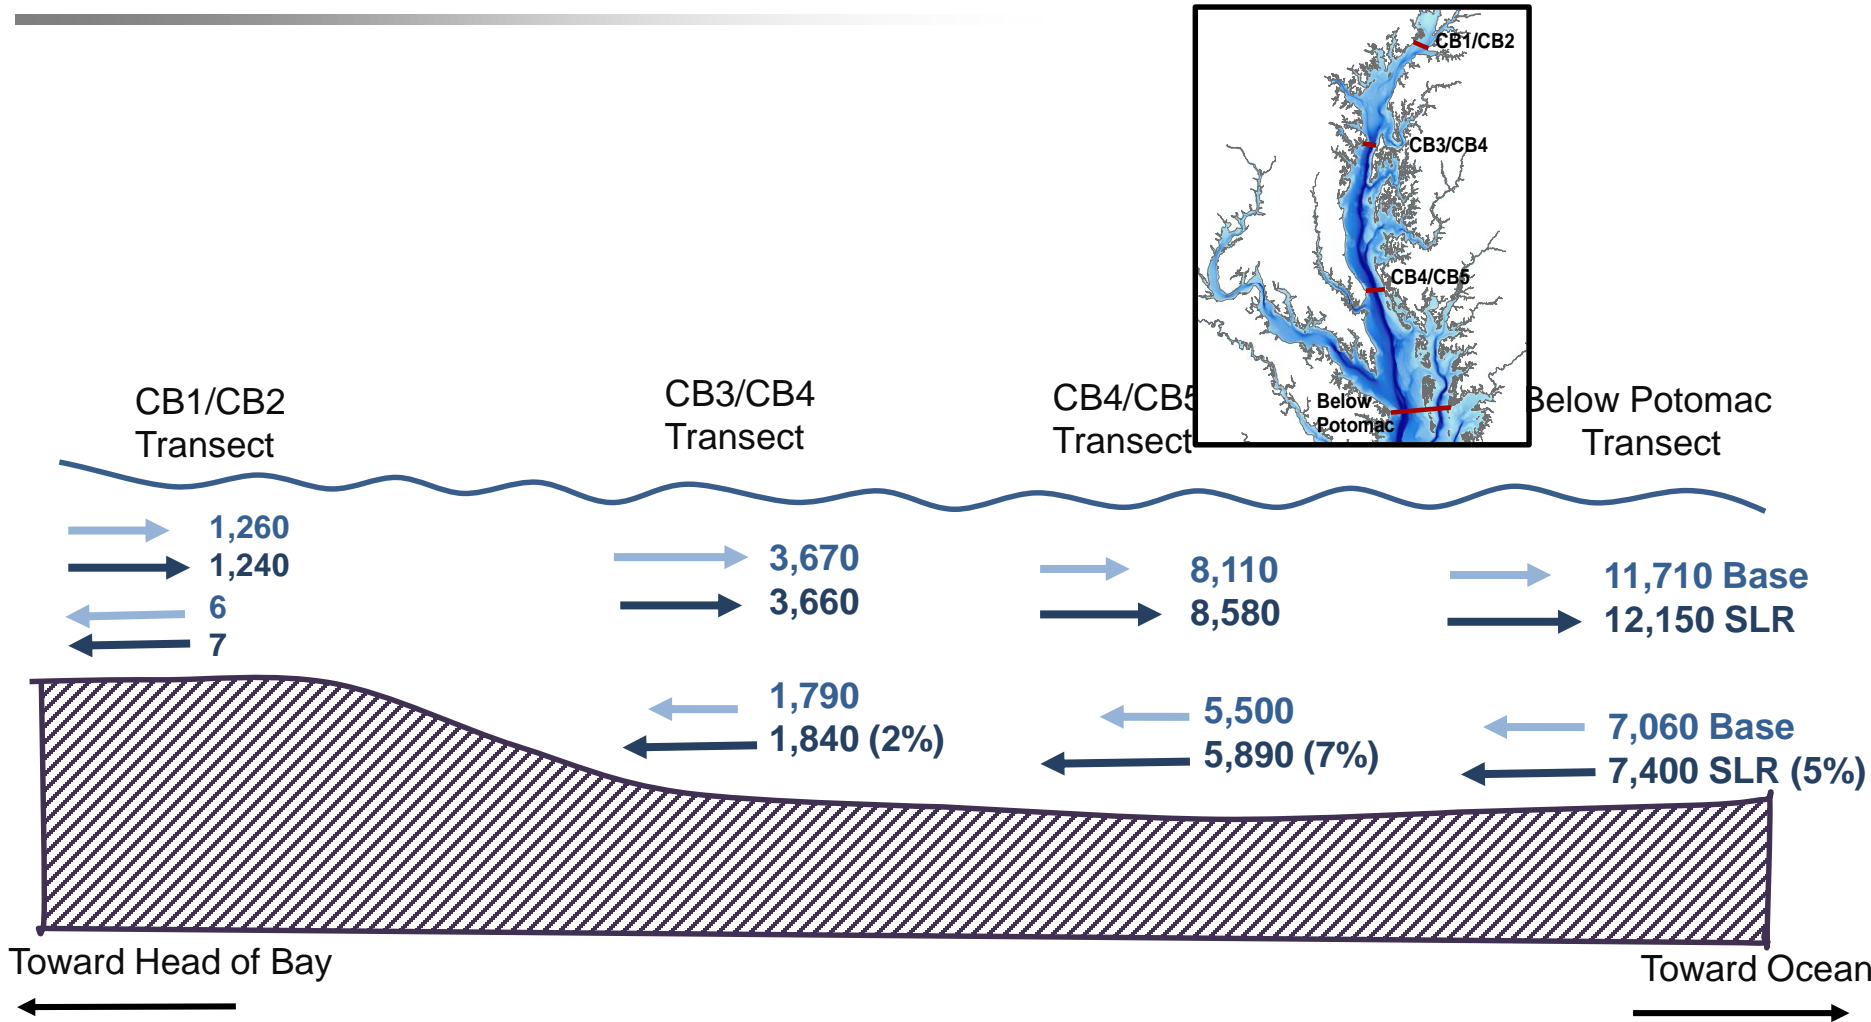 CB1/CB2
CB3/CB4
CB4/CB5
Below
Potomac
CB1/CB2
Transect
CB3/CB4
Transect
CB4/CB5
Transect
Below Potomac
Transect
1,260
1,240
6
7
3,670
3,660
1,790
1,840 (2%)
8,110
8,580
5,500
5,890 (7%)
11,710 Base
12,150 SLR
7,060 Base
7,400 SLR (5%)
Toward Head of Bay
Toward Ocean